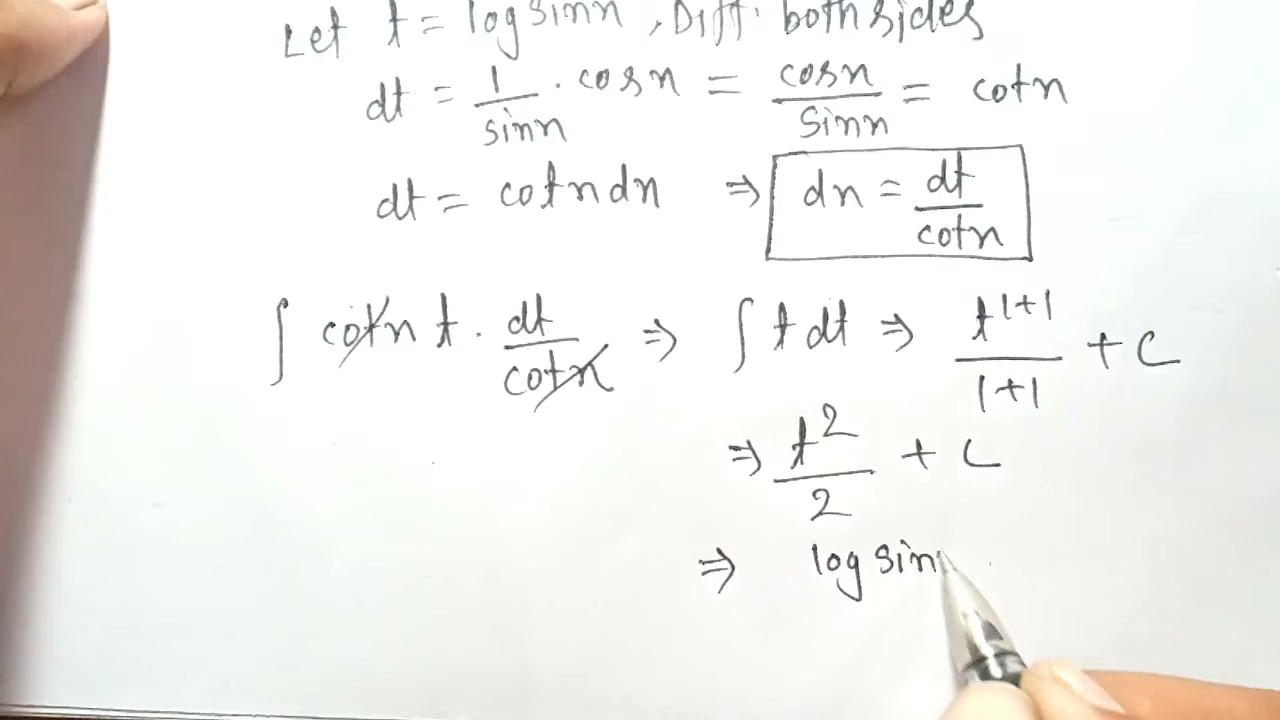 Let t = log sinx, Diff. both sides
dt = 1/sinx · cosx = cosx/sinx = cotx
dt = cotx dx ⇒ dx = dt/cotx
∫ cotx t · dt/cotx ⇒ ∫ t dt ⇒ t^(1+1)/(1+1) + c
⇒ t²/2 + c
⇒ log sin